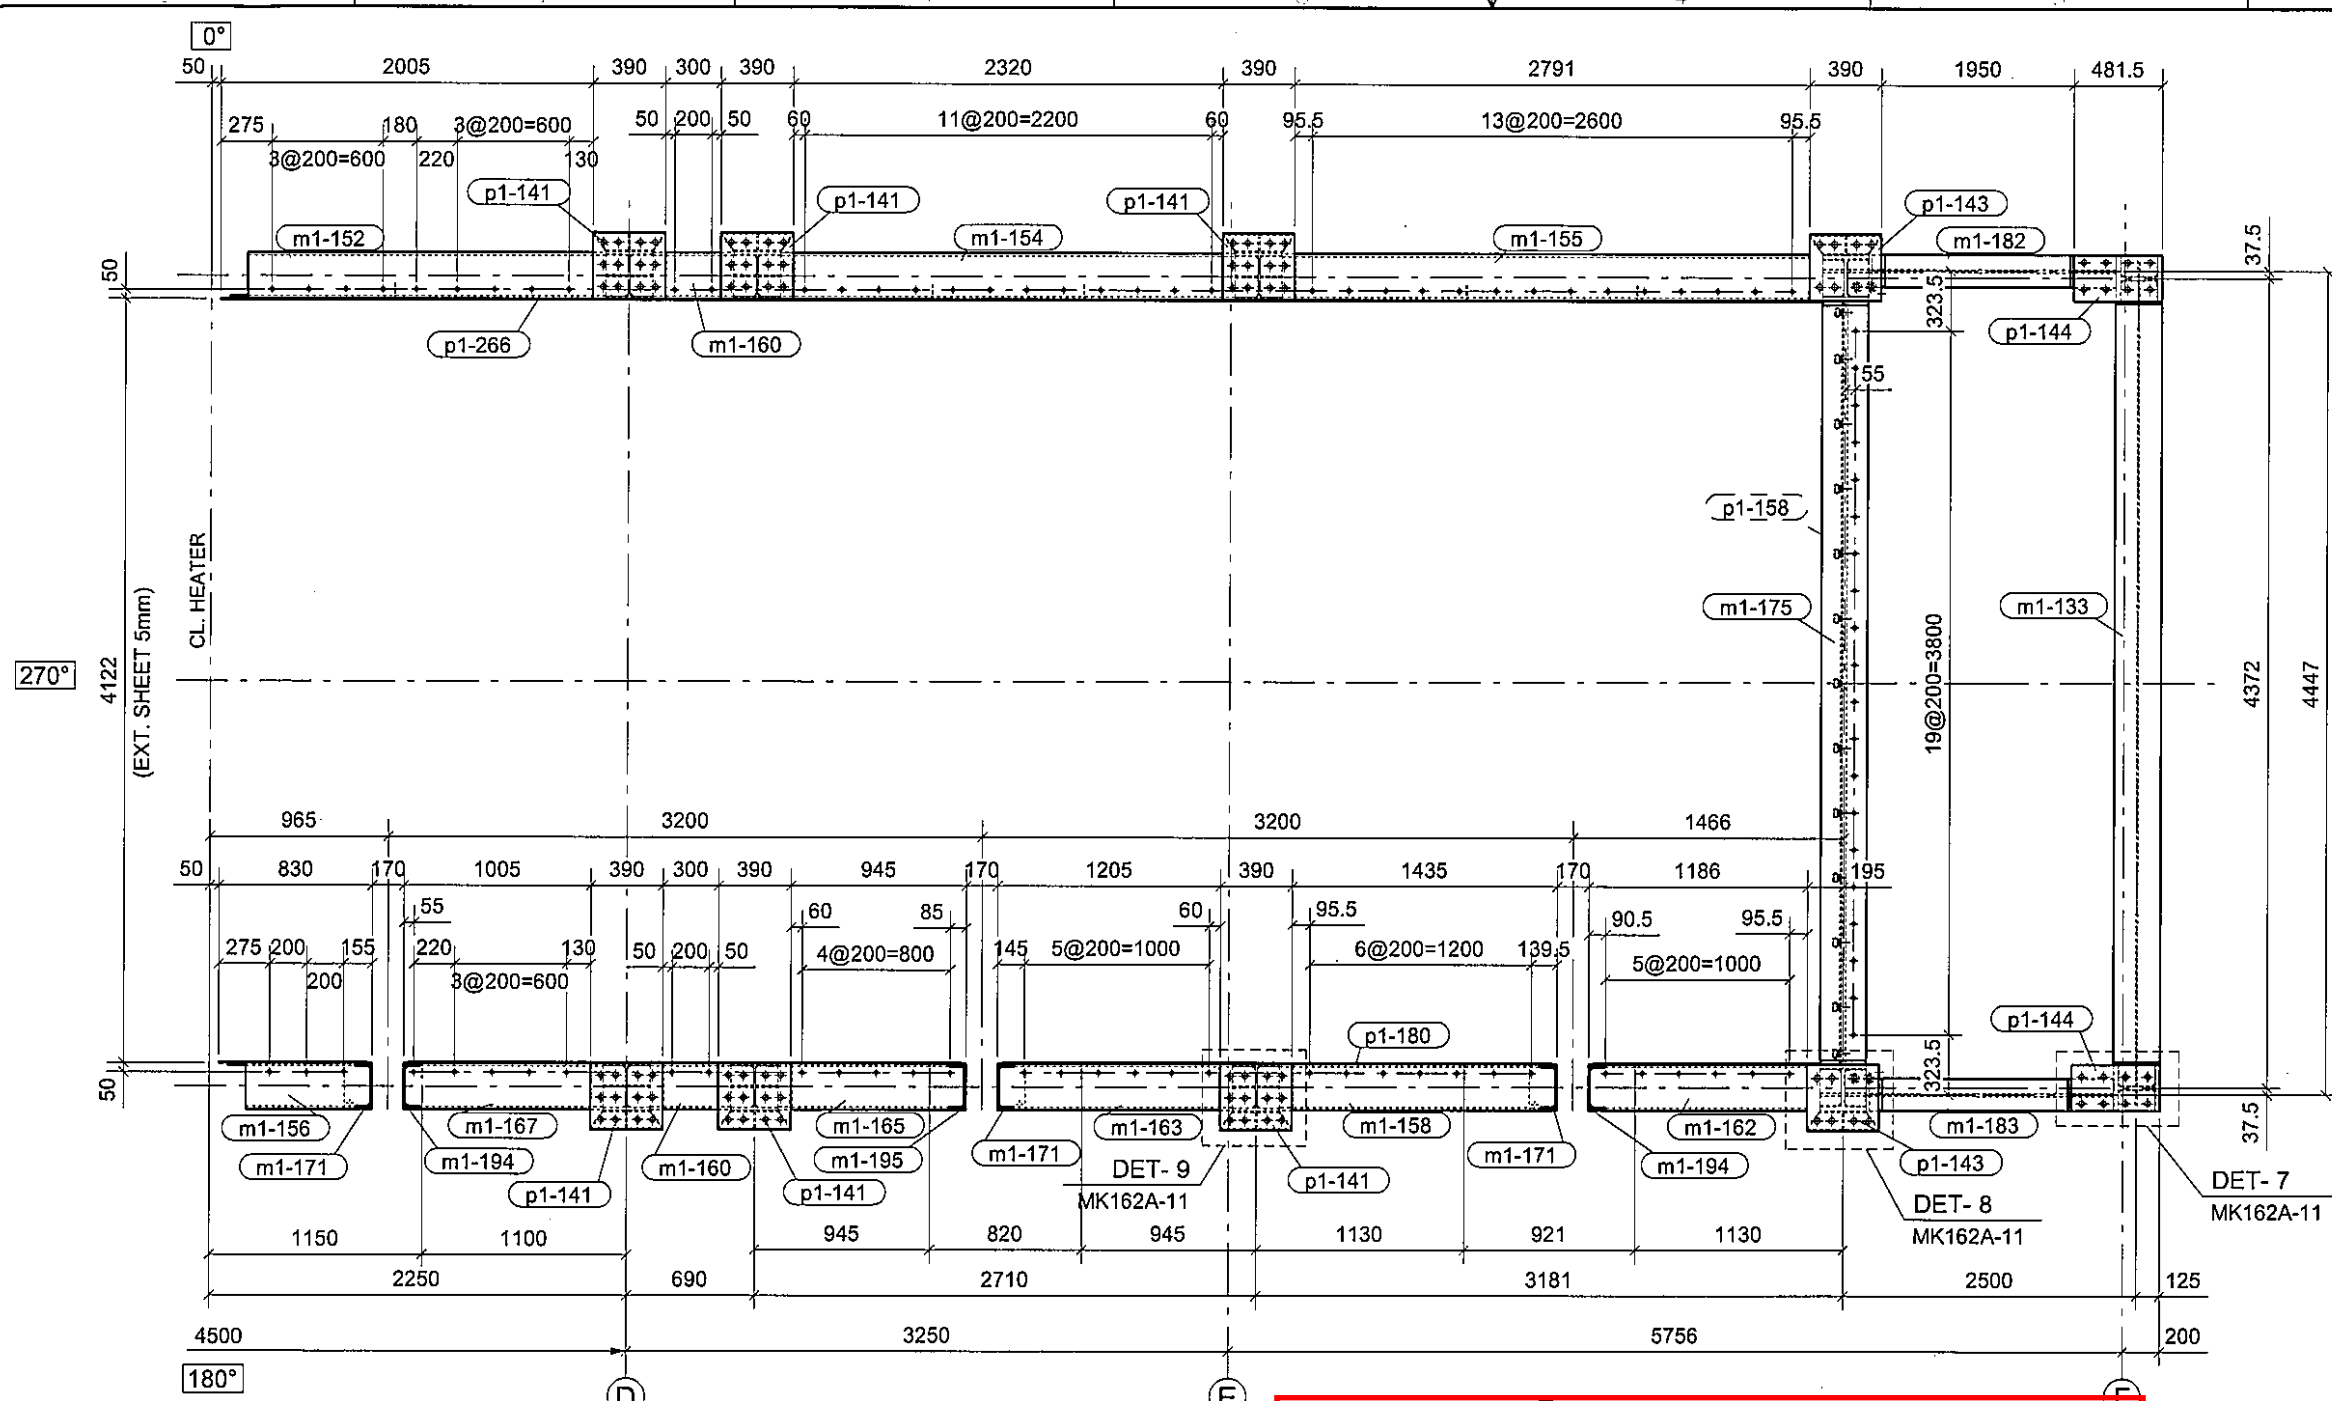 0°
50 2005 390 300 390 2320 390 2791 390 1950 481.5
275 180 3@200=600 50 200 50 60 11@200=2200 60 95.5 13@200=2600 95.5
3@200=600 220 130
p1-141 p1-141 p1-141 p1-143
m1-152 m1-154 m1-155 m1-182
50 37.5
323.5
p1-266 m1-160 p1-144
55
p1-158
CL. HEATER
m1-175 m1-133
270° 4122 (EXT. SHEET 5mm) 19@200=3800 4372 4447
965 3200 3200 1466
50 830 170 1005 390 300 390 945 170 1205 390 1435 170 1186 195
55 60 85 60 95.5 90.5 95.5
275 200 155 220 130 50 200 50 4@200=800 145 5@200=1000 6@200=1200 139.5 5@200=1000
200 3@200=600
p1-180 p1-144
50 323.5
m1-156 m1-167 m1-165 m1-163 m1-158 m1-162 m1-183 37.5
m1-171 m1-194 m1-160 m1-195 m1-171 m1-171 m1-194 p1-143
p1-141 p1-141 p1-141
DET- 9
MK162A-11
DET- 8
MK162A-11
DET- 7
MK162A-11
1150 1100 945 820 945 1130 921 1130
2250 690 2710 3181 2500 125
4500 3250 5756 200
180°
D E F